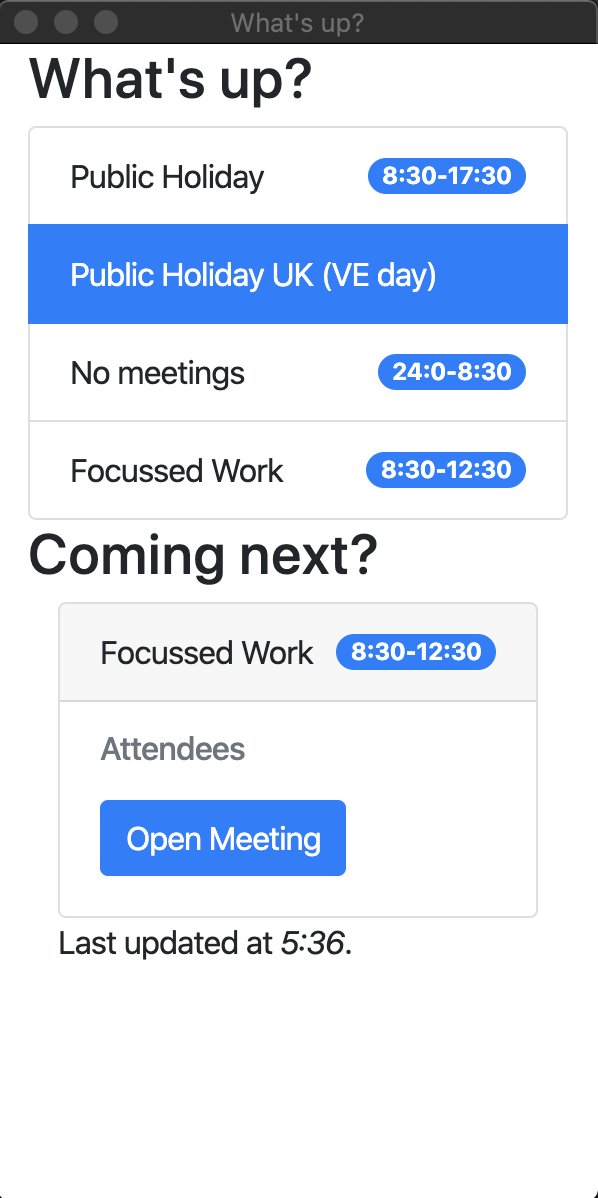 What's up?
What's up?
Public Holiday 8:30-17:30
Public Holiday UK (VE day)
No meetings 24:0-8:30
Focussed Work 8:30-12:30
Coming next?
Focussed Work 8:30-12:30
Attendees
Open Meeting
Last updated at 5:36.